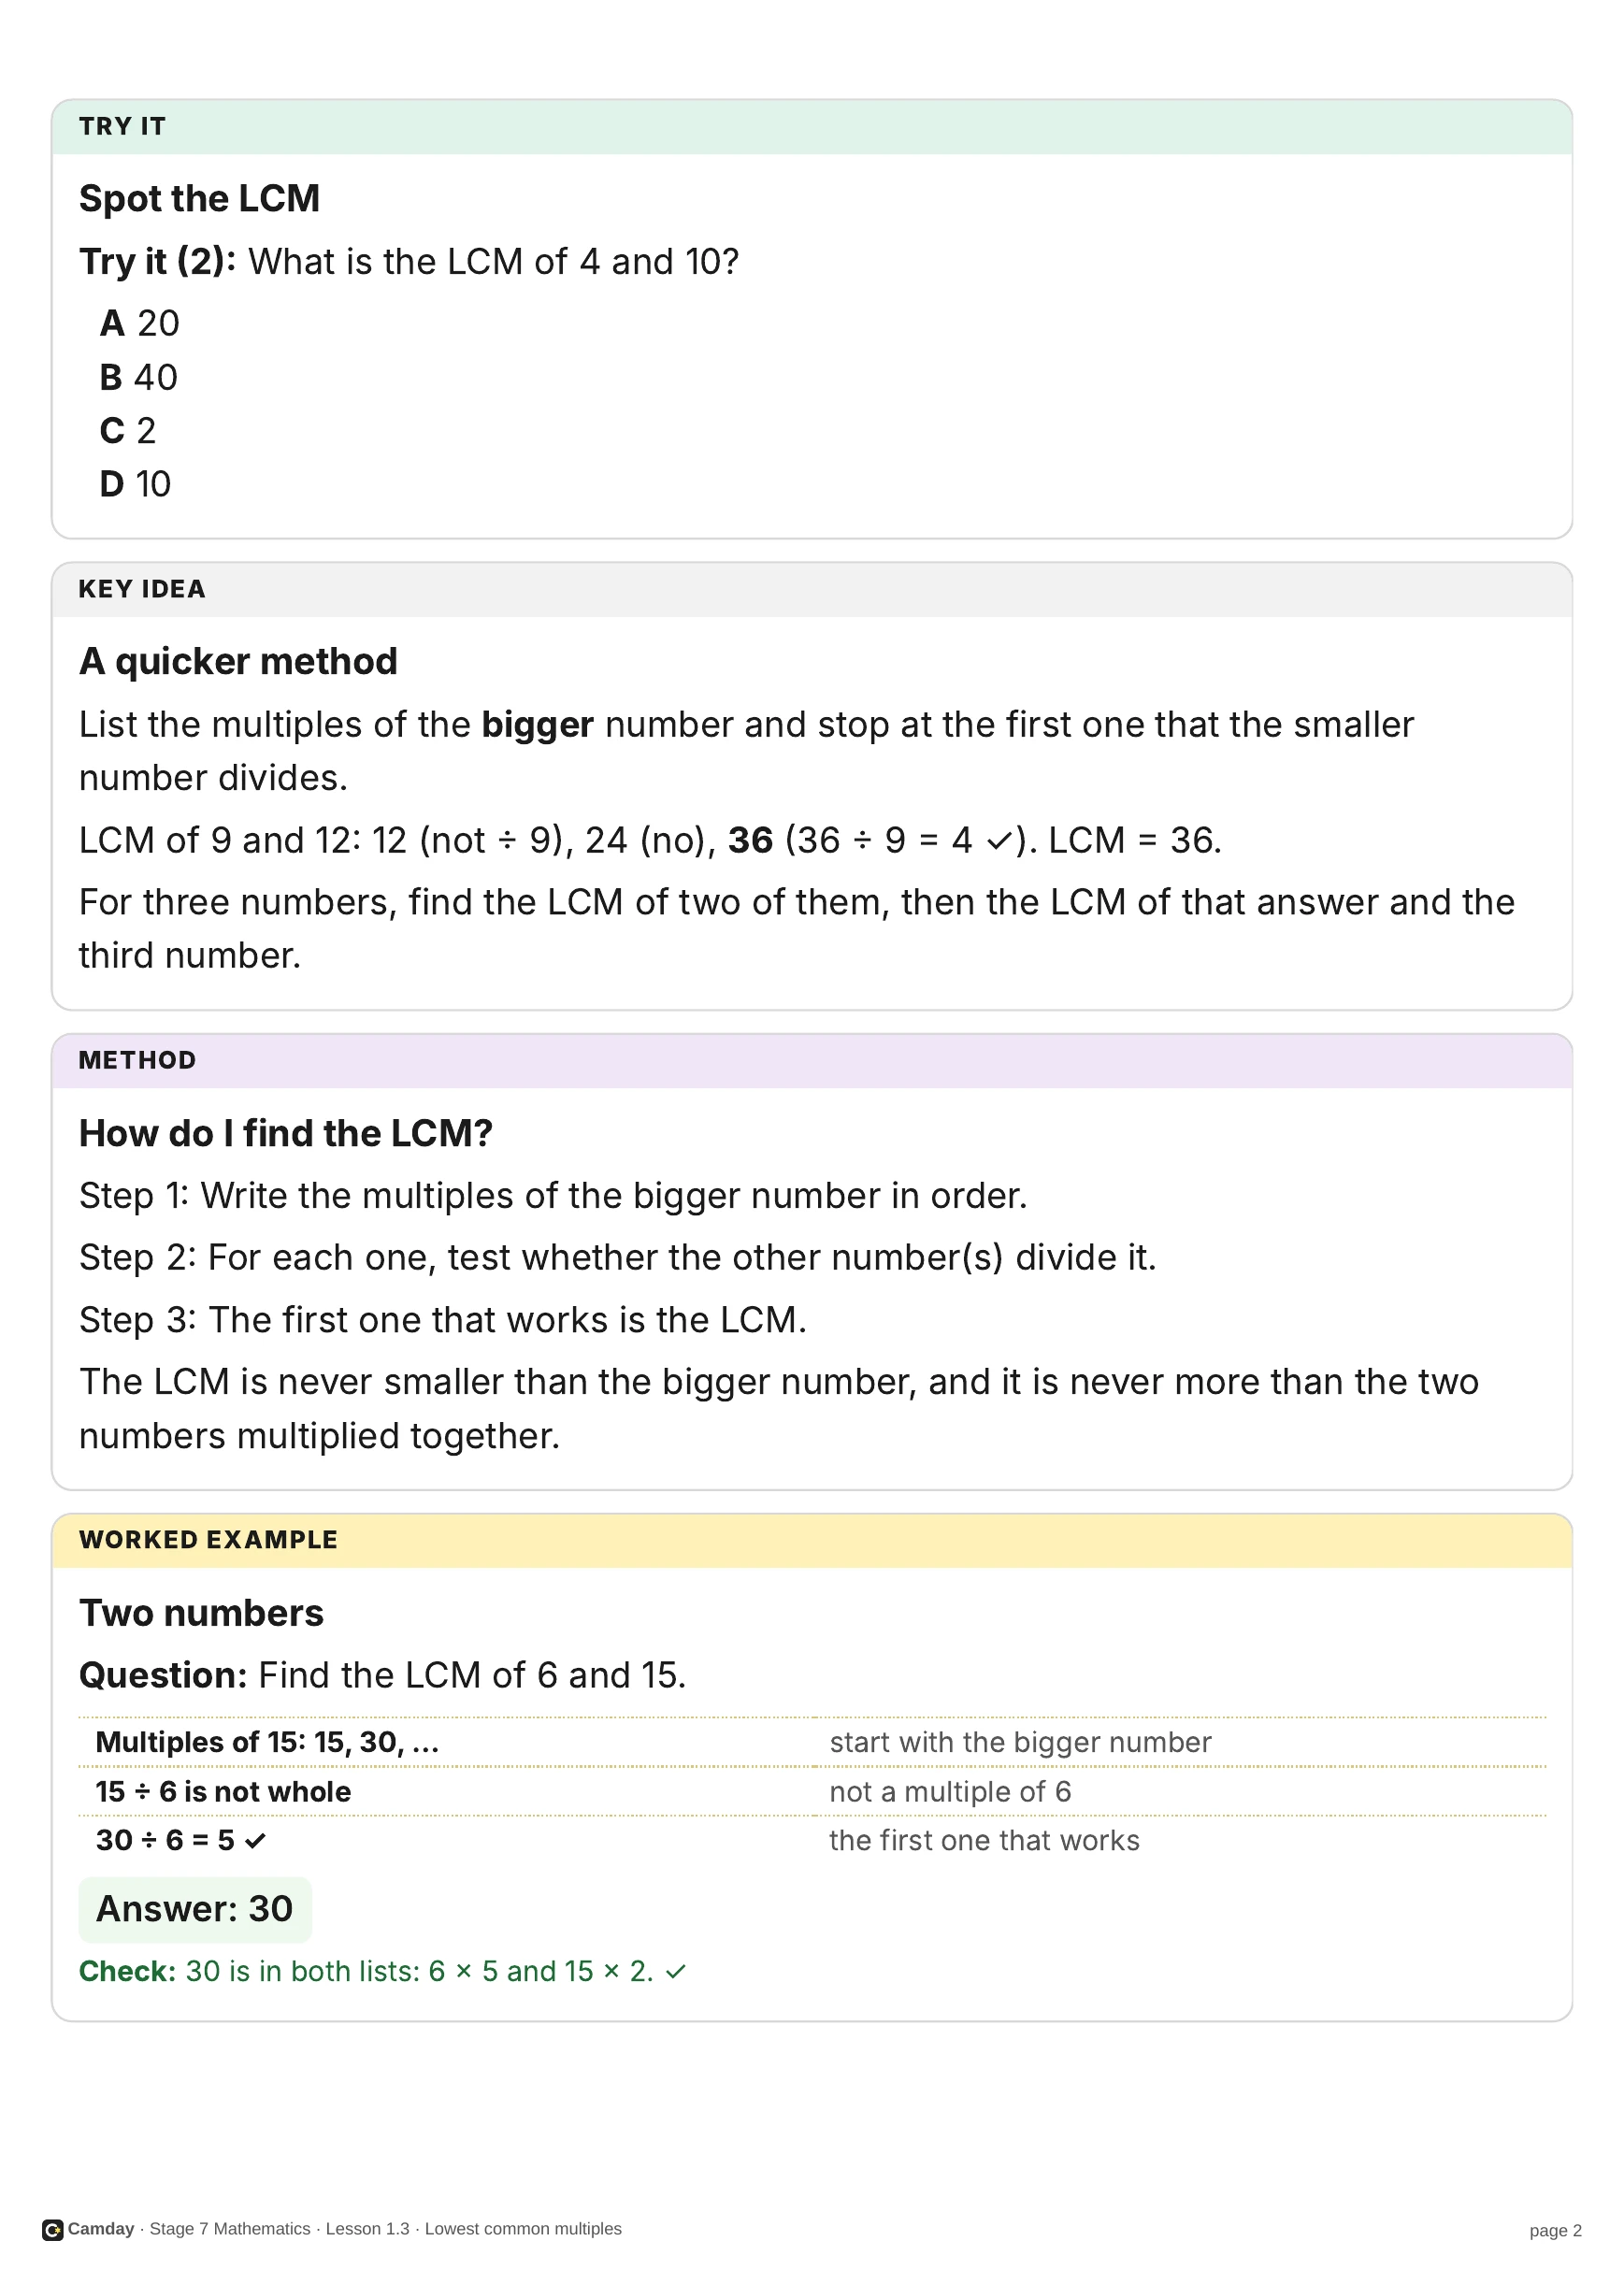 TRY IT
Spot the LCM
Try it (2): What is the LCM of 4 and 10?
A 20
B 40
C 2
D 10
KEY IDEA
A quicker method
List the multiples of the bigger number and stop at the first one that the smaller
number divides.
LCM of 9 and 12: 12 (not ÷ 9), 24 (no), 36 (36 ÷ 9 = 4 ✓). LCM = 36.
For three numbers, find the LCM of two of them, then the LCM of that answer and the
third number.
METHOD
How do I find the LCM?
Step 1: Write the multiples of the bigger number in order.
Step 2: For each one, test whether the other number(s) divide it.
Step 3: The first one that works is the LCM.
The LCM is never smaller than the bigger number, and it is never more than the two
numbers multiplied together.
WORKED EXAMPLE
Two numbers
Question: Find the LCM of 6 and 15.
Multiples of 15: 15, 30, … start with the bigger number
15 ÷ 6 is not whole not a multiple of 6
30 ÷ 6 = 5 ✓ the first one that works
Answer: 30
Check: 30 is in both lists: 6 × 5 and 15 × 2. ✓
Camday · Stage 7 Mathematics · Lesson 1.3 · Lowest common multiples page 2